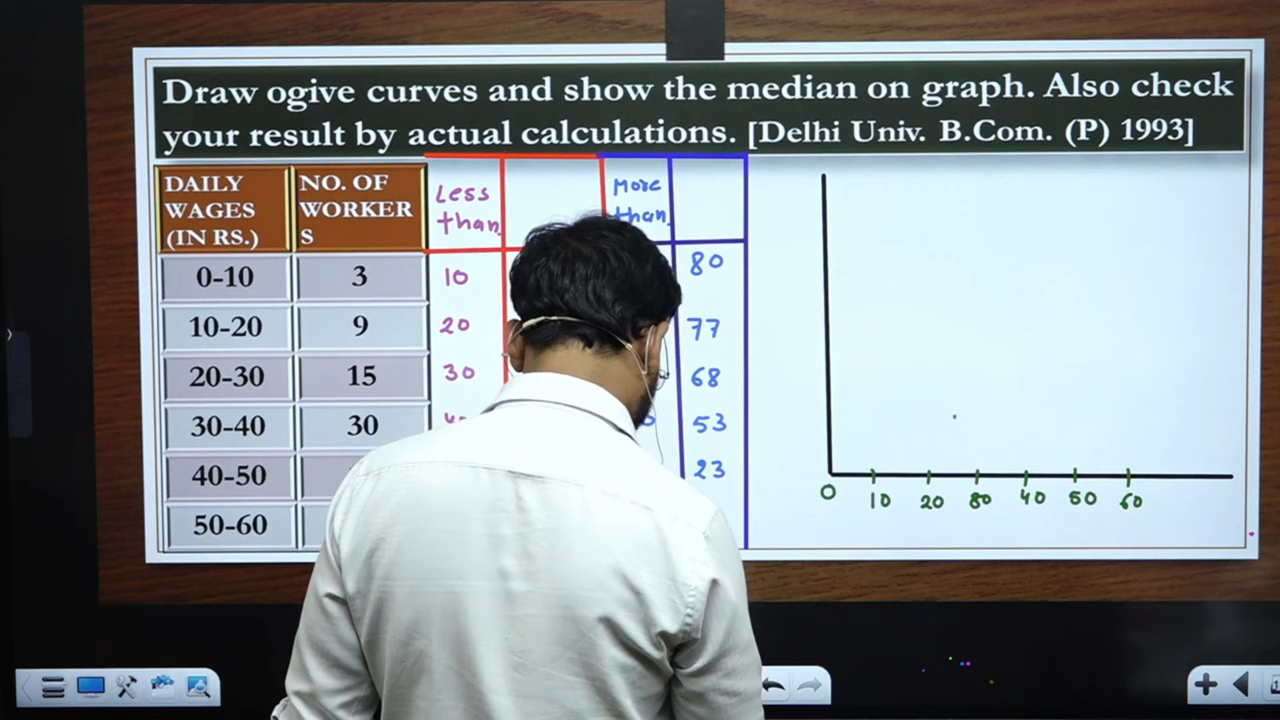 Draw ogive curves and show the median on graph. Also check
your result by actual calculations. [Delhi Univ. B.Com. (P) 1993]
DAILY
WAGES
(IN RS.)
NO. OF
WORKER
S
Less
than
More
than
0-10 3 10 80
10-20 9 20 77
20-30 15 30 68
30-40 30 53
40-50 23
50-60
0 10 20 30 40 50 60